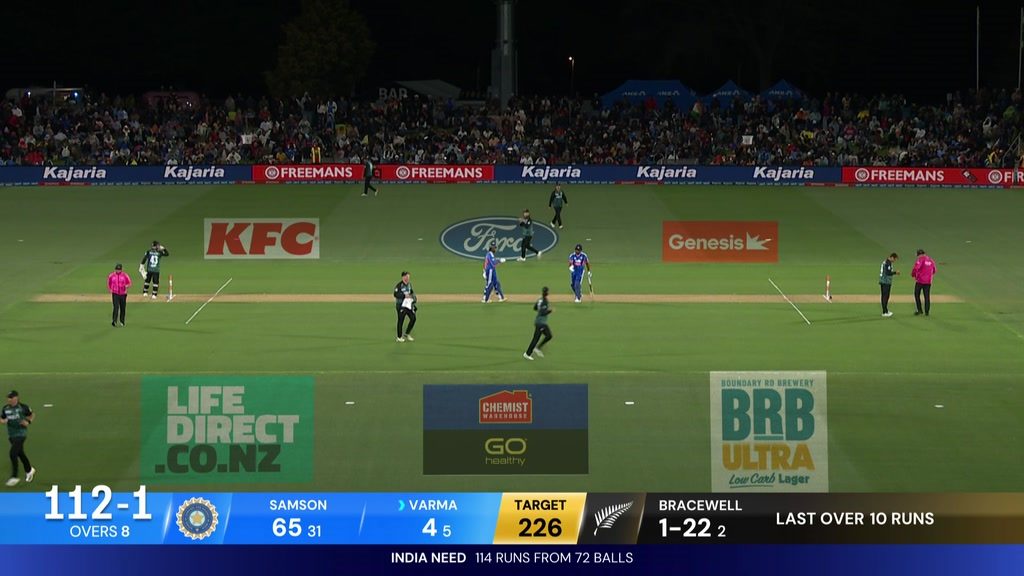 BAR
Kajaria
Kajaria
FREEMANS
FREEMANS
Kajaria
Kajaria
Kajaria
FREEMANS
KFC
Ford
Genesis
LIFE
DIRECT
.CO.NZ
CHEMIST
WAREHOUSE
GO
healthy
BOUNDARY RD BREWERY
BRB
ULTRA
Low Carb Lager
112-1
OVERS 8
SAMSON
65 31
VARMA
4 5
TARGET
226
BRACEWELL
1-22 2
LAST OVER 10 RUNS
INDIA NEED 114 RUNS FROM 72 BALLS